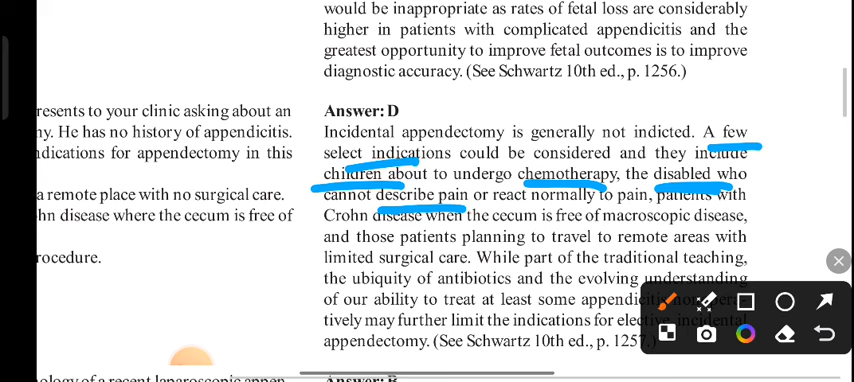 would be inappropriate as rates of fetal loss are considerably
higher in patients with complicated appendicitis and the
greatest opportunity to improve fetal outcomes is to improve
diagnostic accuracy. (See Schwartz 10th ed., p. 1256.)
resents to your clinic asking about an
ny. He has no history of appendicitis.
ndications for appendectomy in this
a remote place with no surgical care.
ohn disease where the cecum is free of
rocedure.
Answer: D
Incidental appendectomy is generally not indicted. A few
select indications could be considered and they include
children about to undergo chemotherapy, the disabled who
cannot describe pain or react normally to pain, patients with
Crohn disease when the cecum is free of macroscopic disease,
and those patients planning to travel to remote areas with
limited surgical care. While part of the traditional teaching,
the ubiquity of antibiotics and the evolving understanding
of our ability to treat at least some appendicitis
tively may further limit the indications for elective, incidental
appendectomy. (See Schwartz 10th ed., p. 1257.)
ology of a recent laparoscopic appen
Answer: B